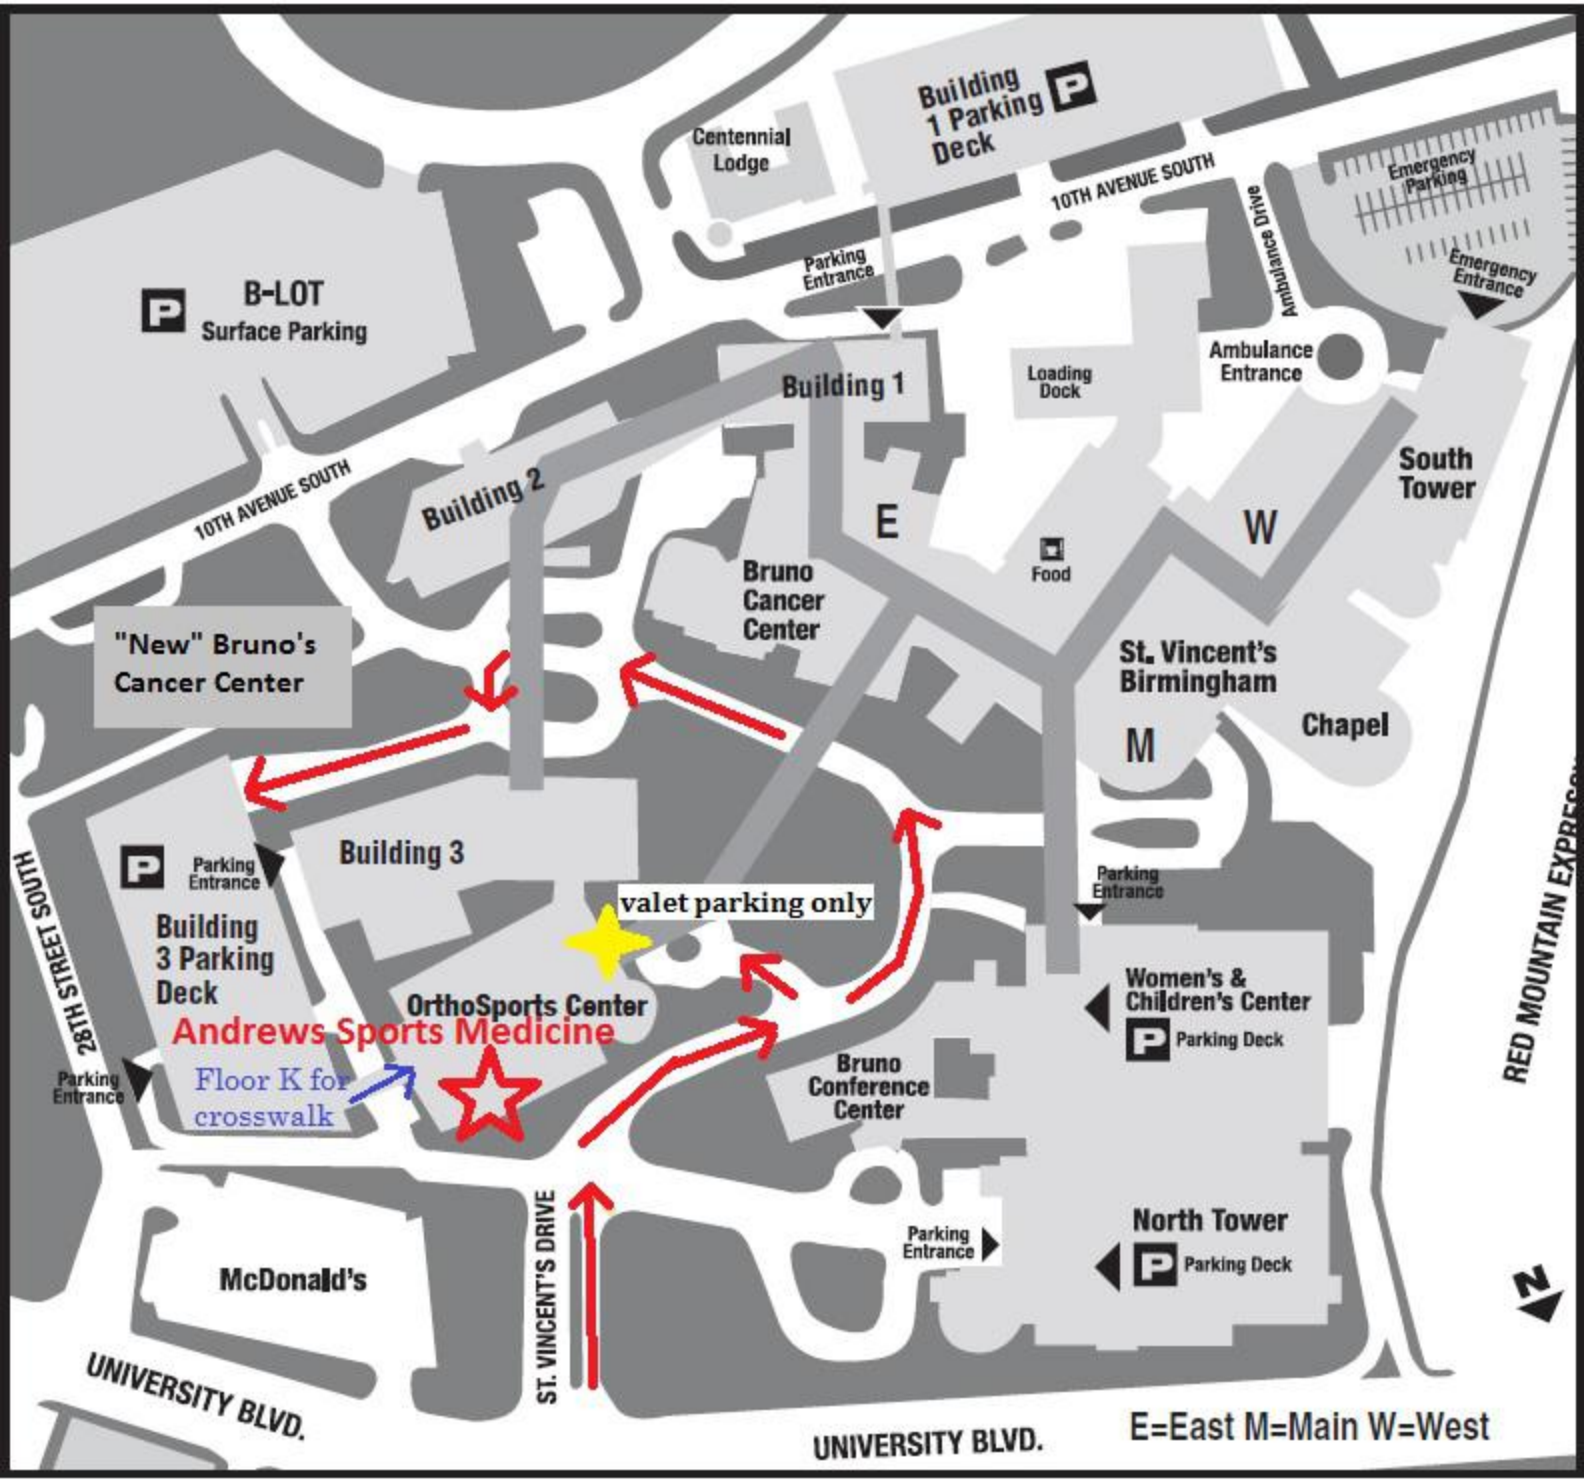 Building
1 Parking
Deck
P
Centennial
Lodge
10TH AVENUE SOUTH
Emergency
Parking
Ambulance Drive
Parking
Entrance
Emergency
Entrance
P
B-LOT
Surface Parking
Ambulance
Entrance
Building 1
Loading
Dock
10TH AVENUE SOUTH
Building 2
E
W
South
Tower
Food
Bruno
Cancer
Center
"New" Bruno's
Cancer Center
St. Vincent's
Birmingham
M
Chapel
Building 3
P
Parking
Entrance
Parking
Entrance
valet parking only
28TH STREET SOUTH
Building
3 Parking
Deck
OrthoSports Center
Andrews Sports Medicine
Women's &
Children's Center
P Parking Deck
RED MOUNTAIN EXPRESS
Parking
Entrance
Floor K for
crosswalk
Bruno
Conference
Center
ST. VINCENT'S DRIVE
Parking
Entrance
North Tower
P Parking Deck
McDonald's
N
UNIVERSITY BLVD.
UNIVERSITY BLVD.
E=East M=Main W=West